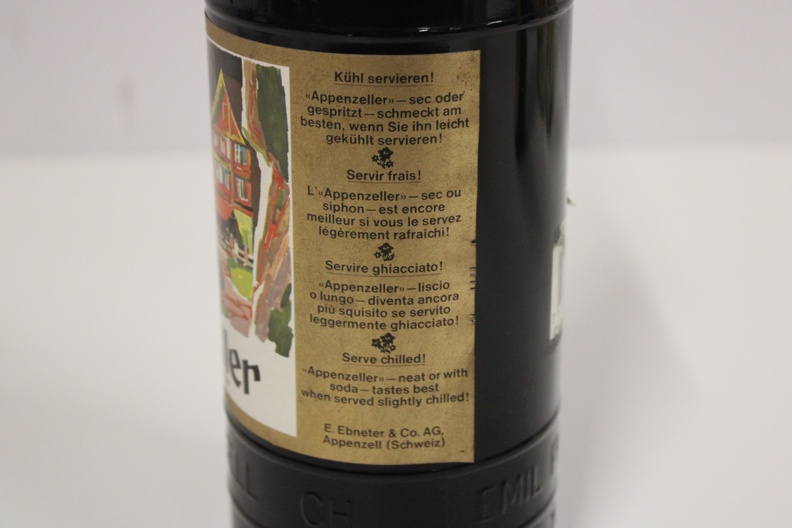 Kühl servieren!
«Appenzeller» – sec oder
gespritzt – schmeckt am
besten, wenn Sie ihn leicht
gekühlt servieren!
Servir frais!
L'«Appenzeller» – sec ou
siphon – est encore
meilleur si vous le servez
légèrement rafraichi!
Servire ghiacciato!
«Appenzeller» – liscio
o lungo – diventa ancora
più squisito se servito
leggermente ghiacciato!
Serve chilled!
«Appenzeller» – neat or with
soda – tastes best
when served slightly chilled!
E. Ebneter & Co. AG,
Appenzell (Schweiz)
ler
ELL CH EMIL